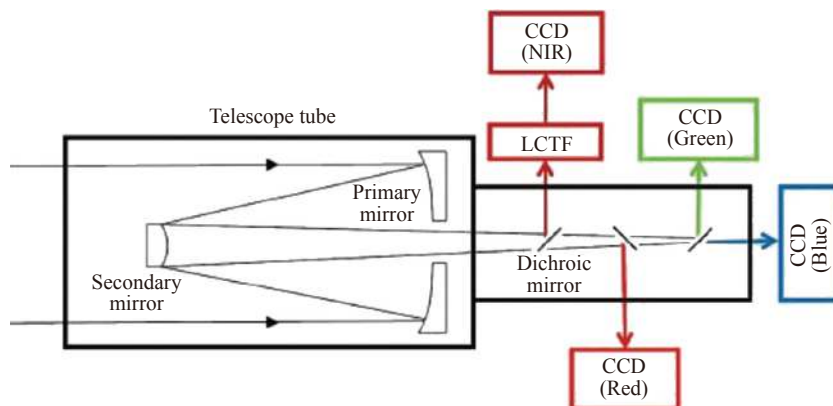 CCD
(NIR)
Telescope tube
LCTF
CCD
(Green)
Primary
mirror
Secondary
mirror
Dichroic
mirror
CCD
(Blue)
CCD
(Red)